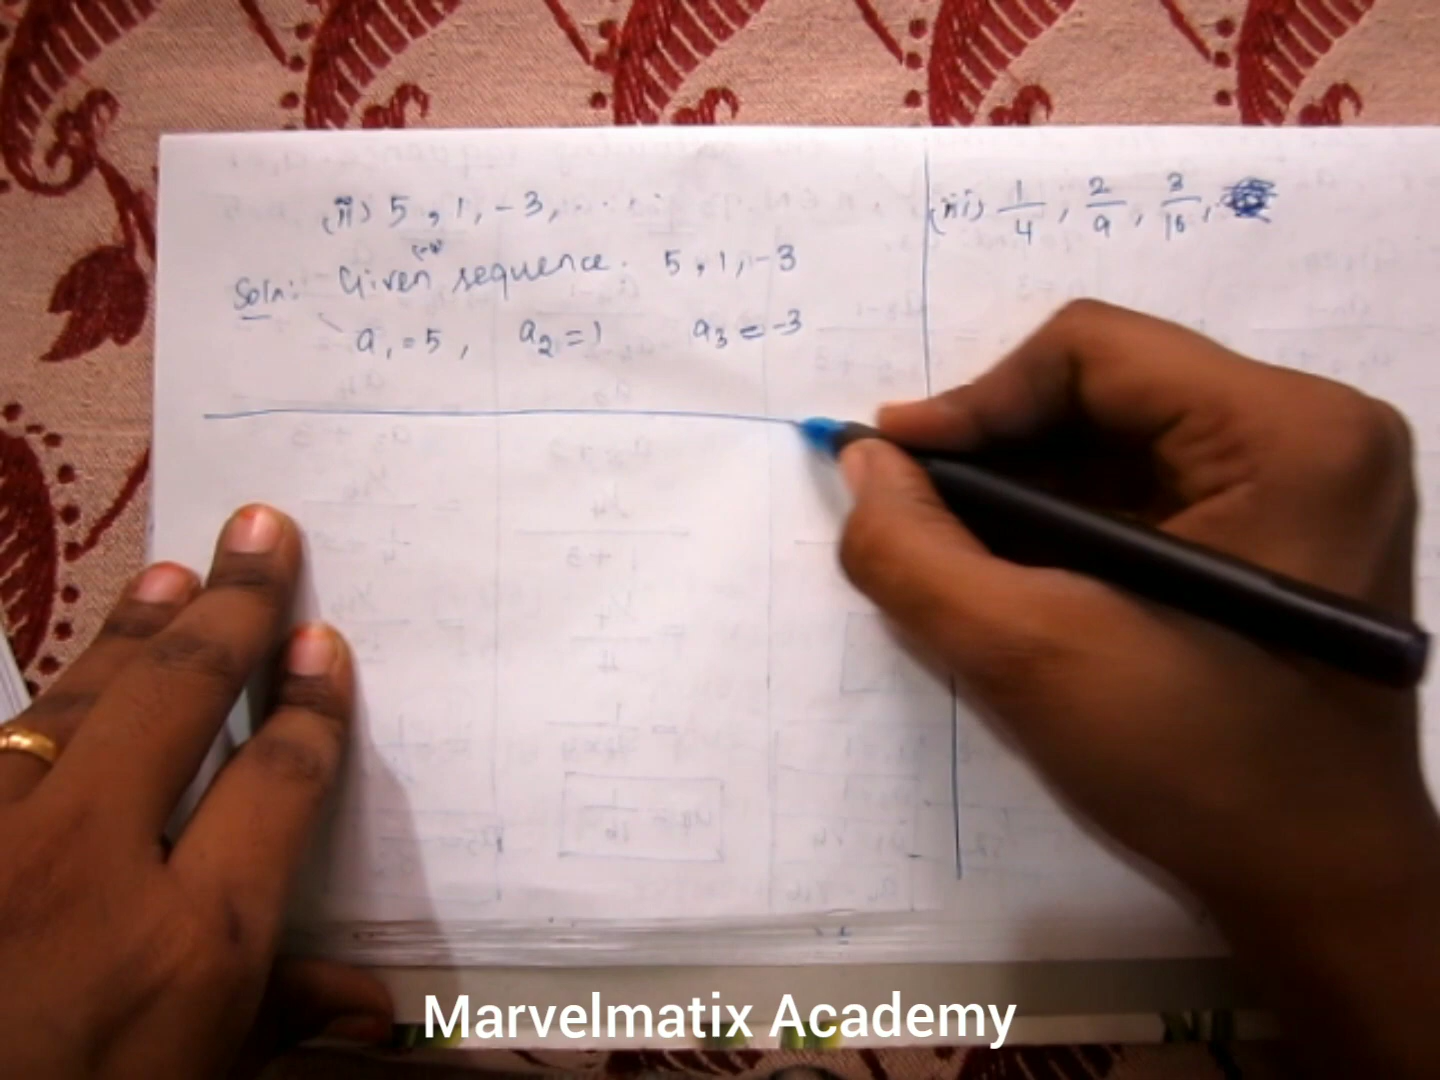 (ii) 5, 1, -3, ....
Soln: Given sequence. 5, 1, -3
a₁ = 5, a₂ = 1 a₃ = -3
(iii) 1/4, 2/9, 3/16,
Marvelmatix Academy